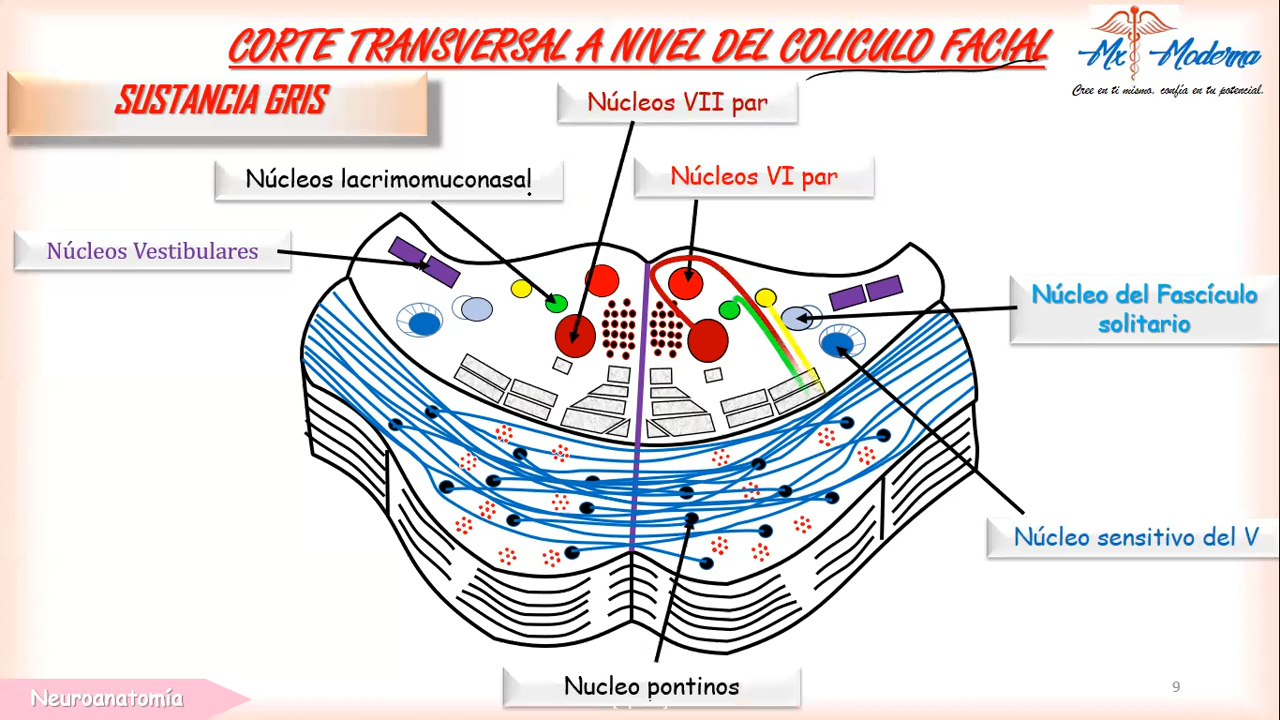 CORTE TRANSVERSAL A NIVEL DEL COLICULO FACIAL
Mx Moderna
Cree en ti mismo, confía en tu potencial.
SUSTANCIA GRIS
Núcleos VII par
Núcleos lacrimomuconasal
Núcleos VI par
Núcleos Vestibulares
Núcleo del Fascículo
solitario
Núcleo sensitivo del V
Nucleo pontinos
Neuroanatomía
9